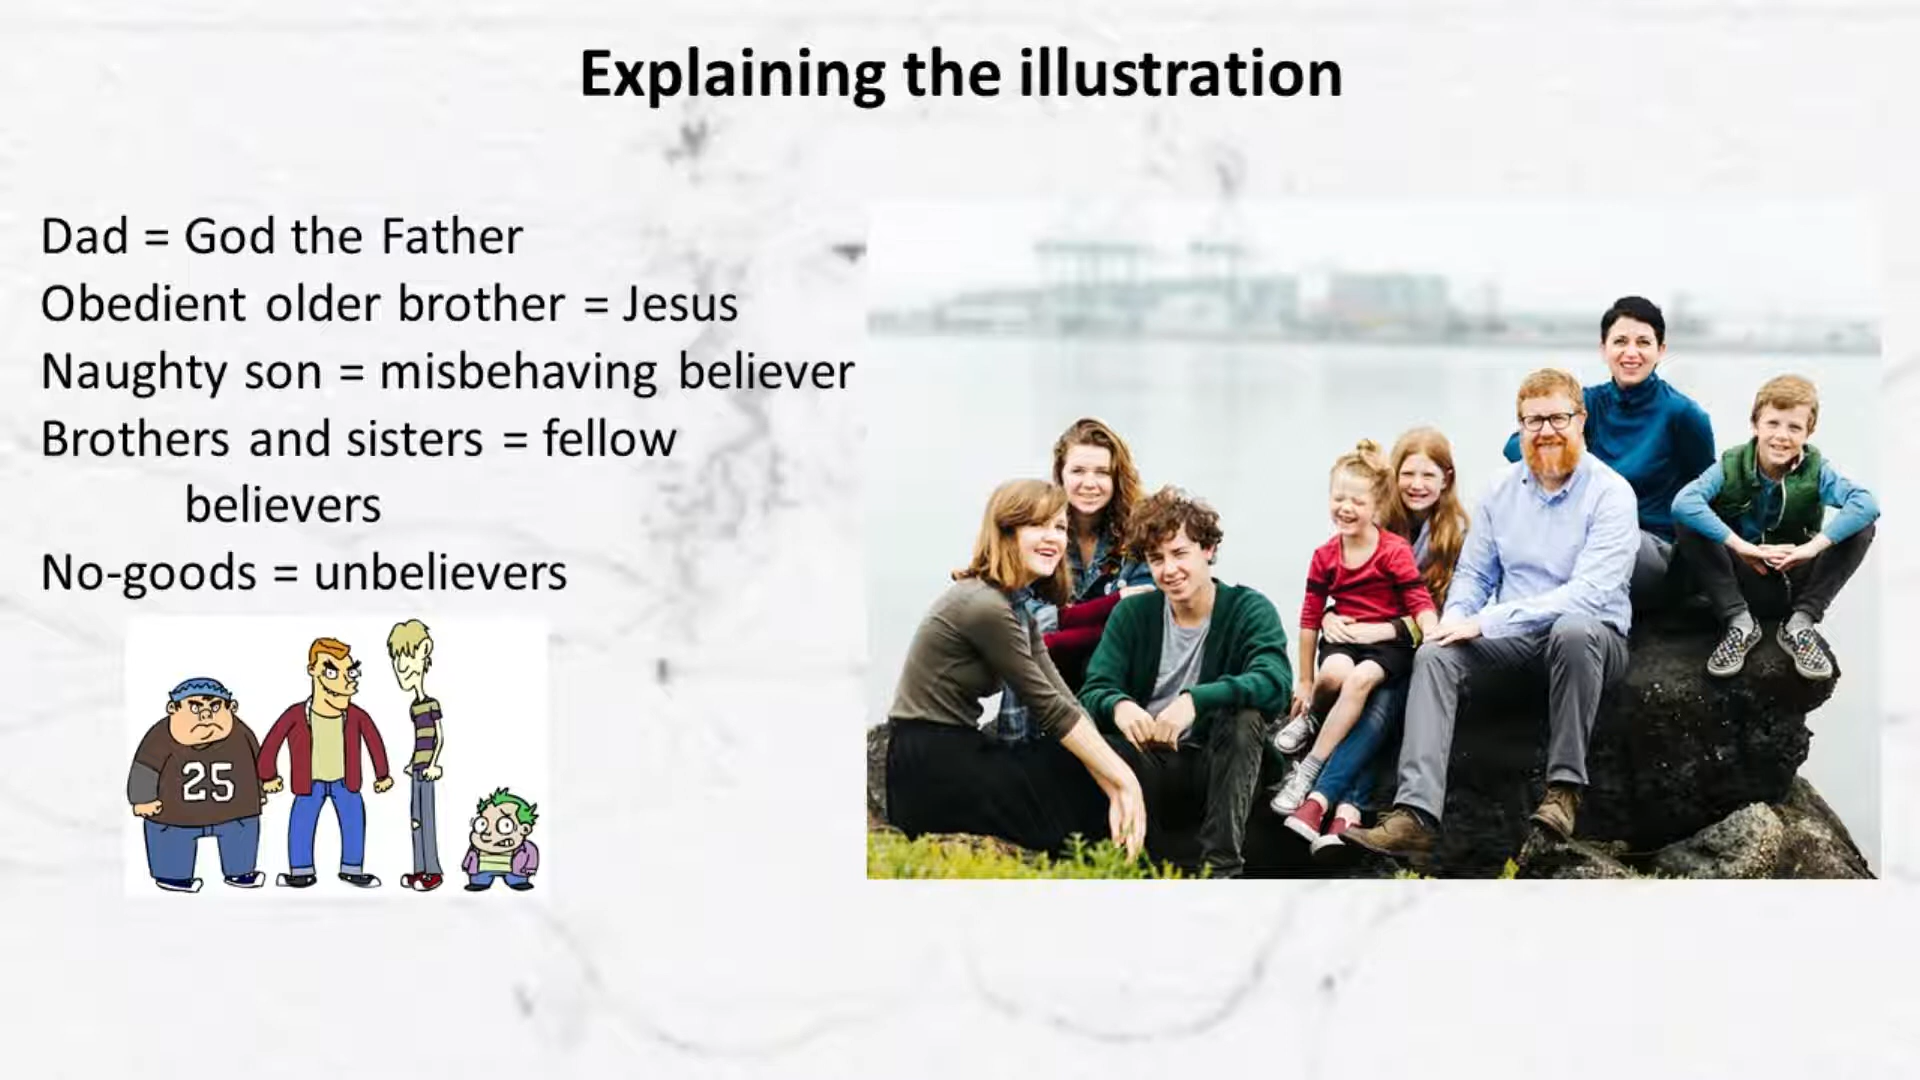 Explaining the illustration
Dad = God the Father
Obedient older brother = Jesus
Naughty son = misbehaving believer
Brothers and sisters = fellow
believers
No-goods = unbelievers
25